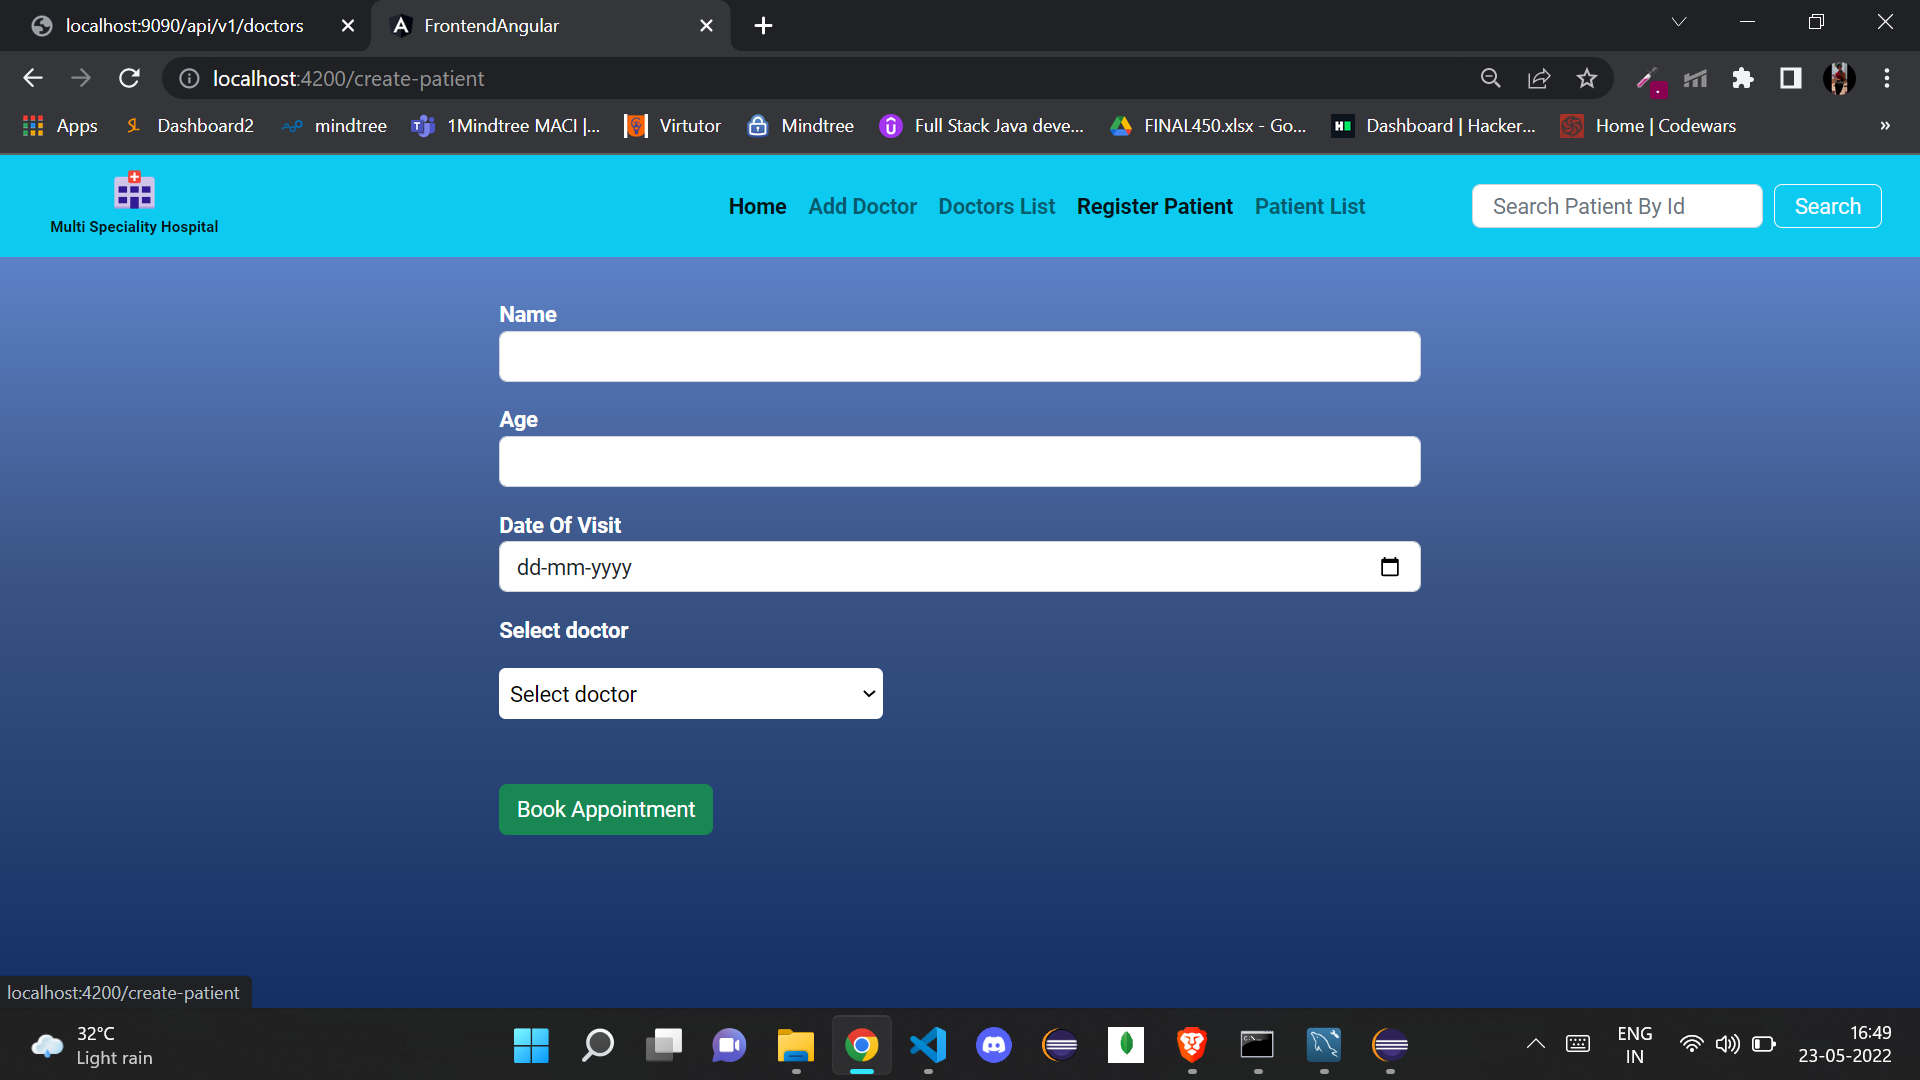 localhost:9090/api/v1/doctors
FrontendAngular
localhost:4200/create-patient
Apps
Dashboard2
mindtree
1Mindtree MACI |...
Virtutor
Mindtree
Full Stack Java deve...
FINAL450.xlsx - Go...
Dashboard | Hacker...
Home | Codewars
Multi Speciality Hospital
Home Add Doctor Doctors List Register Patient Patient List
Search Patient By Id
Search
Name
Age
Date Of Visit
dd-mm-yyyy
Select doctor
Select doctor
Book Appointment
localhost:4200/create-patient
32°C
Light rain
ENG
IN
16:49
23-05-2022